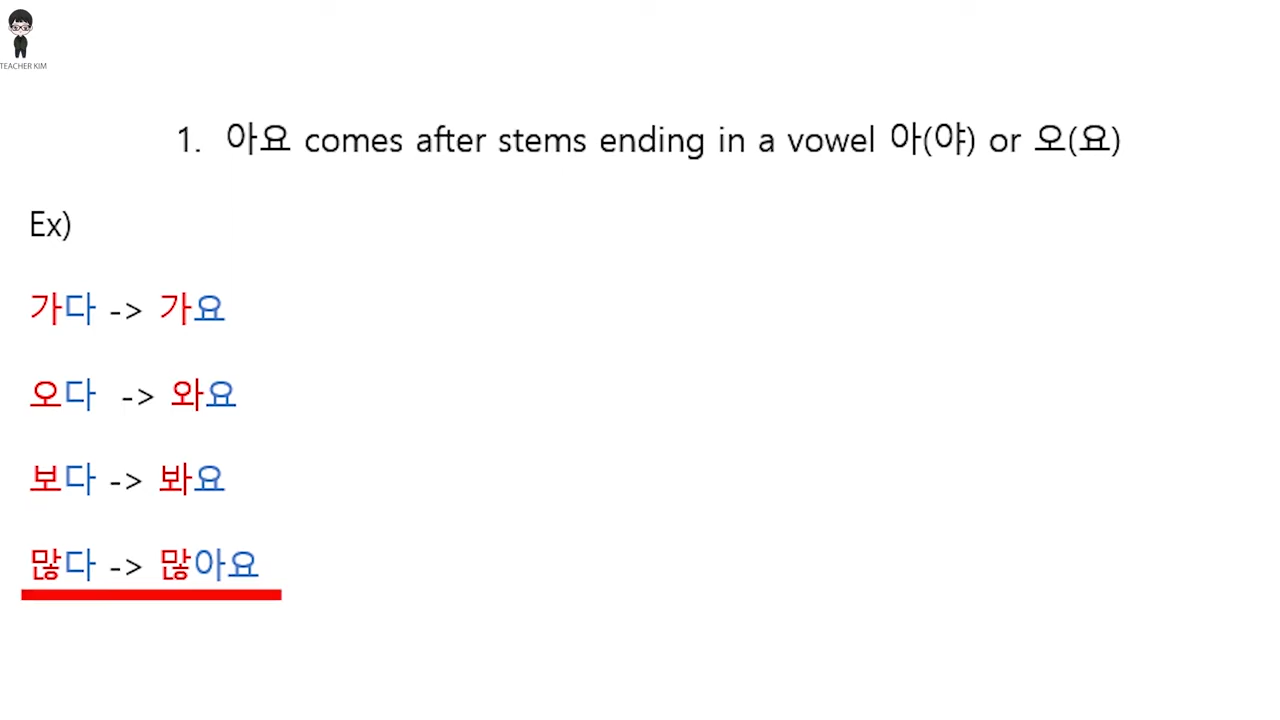 TEACHER KIM
1. 아요 comes after stems ending in a vowel 아(야) or 오(요)
Ex)
가다 -> 가요
오다 -> 와요
보다 -> 봐요
많다 -> 많아요